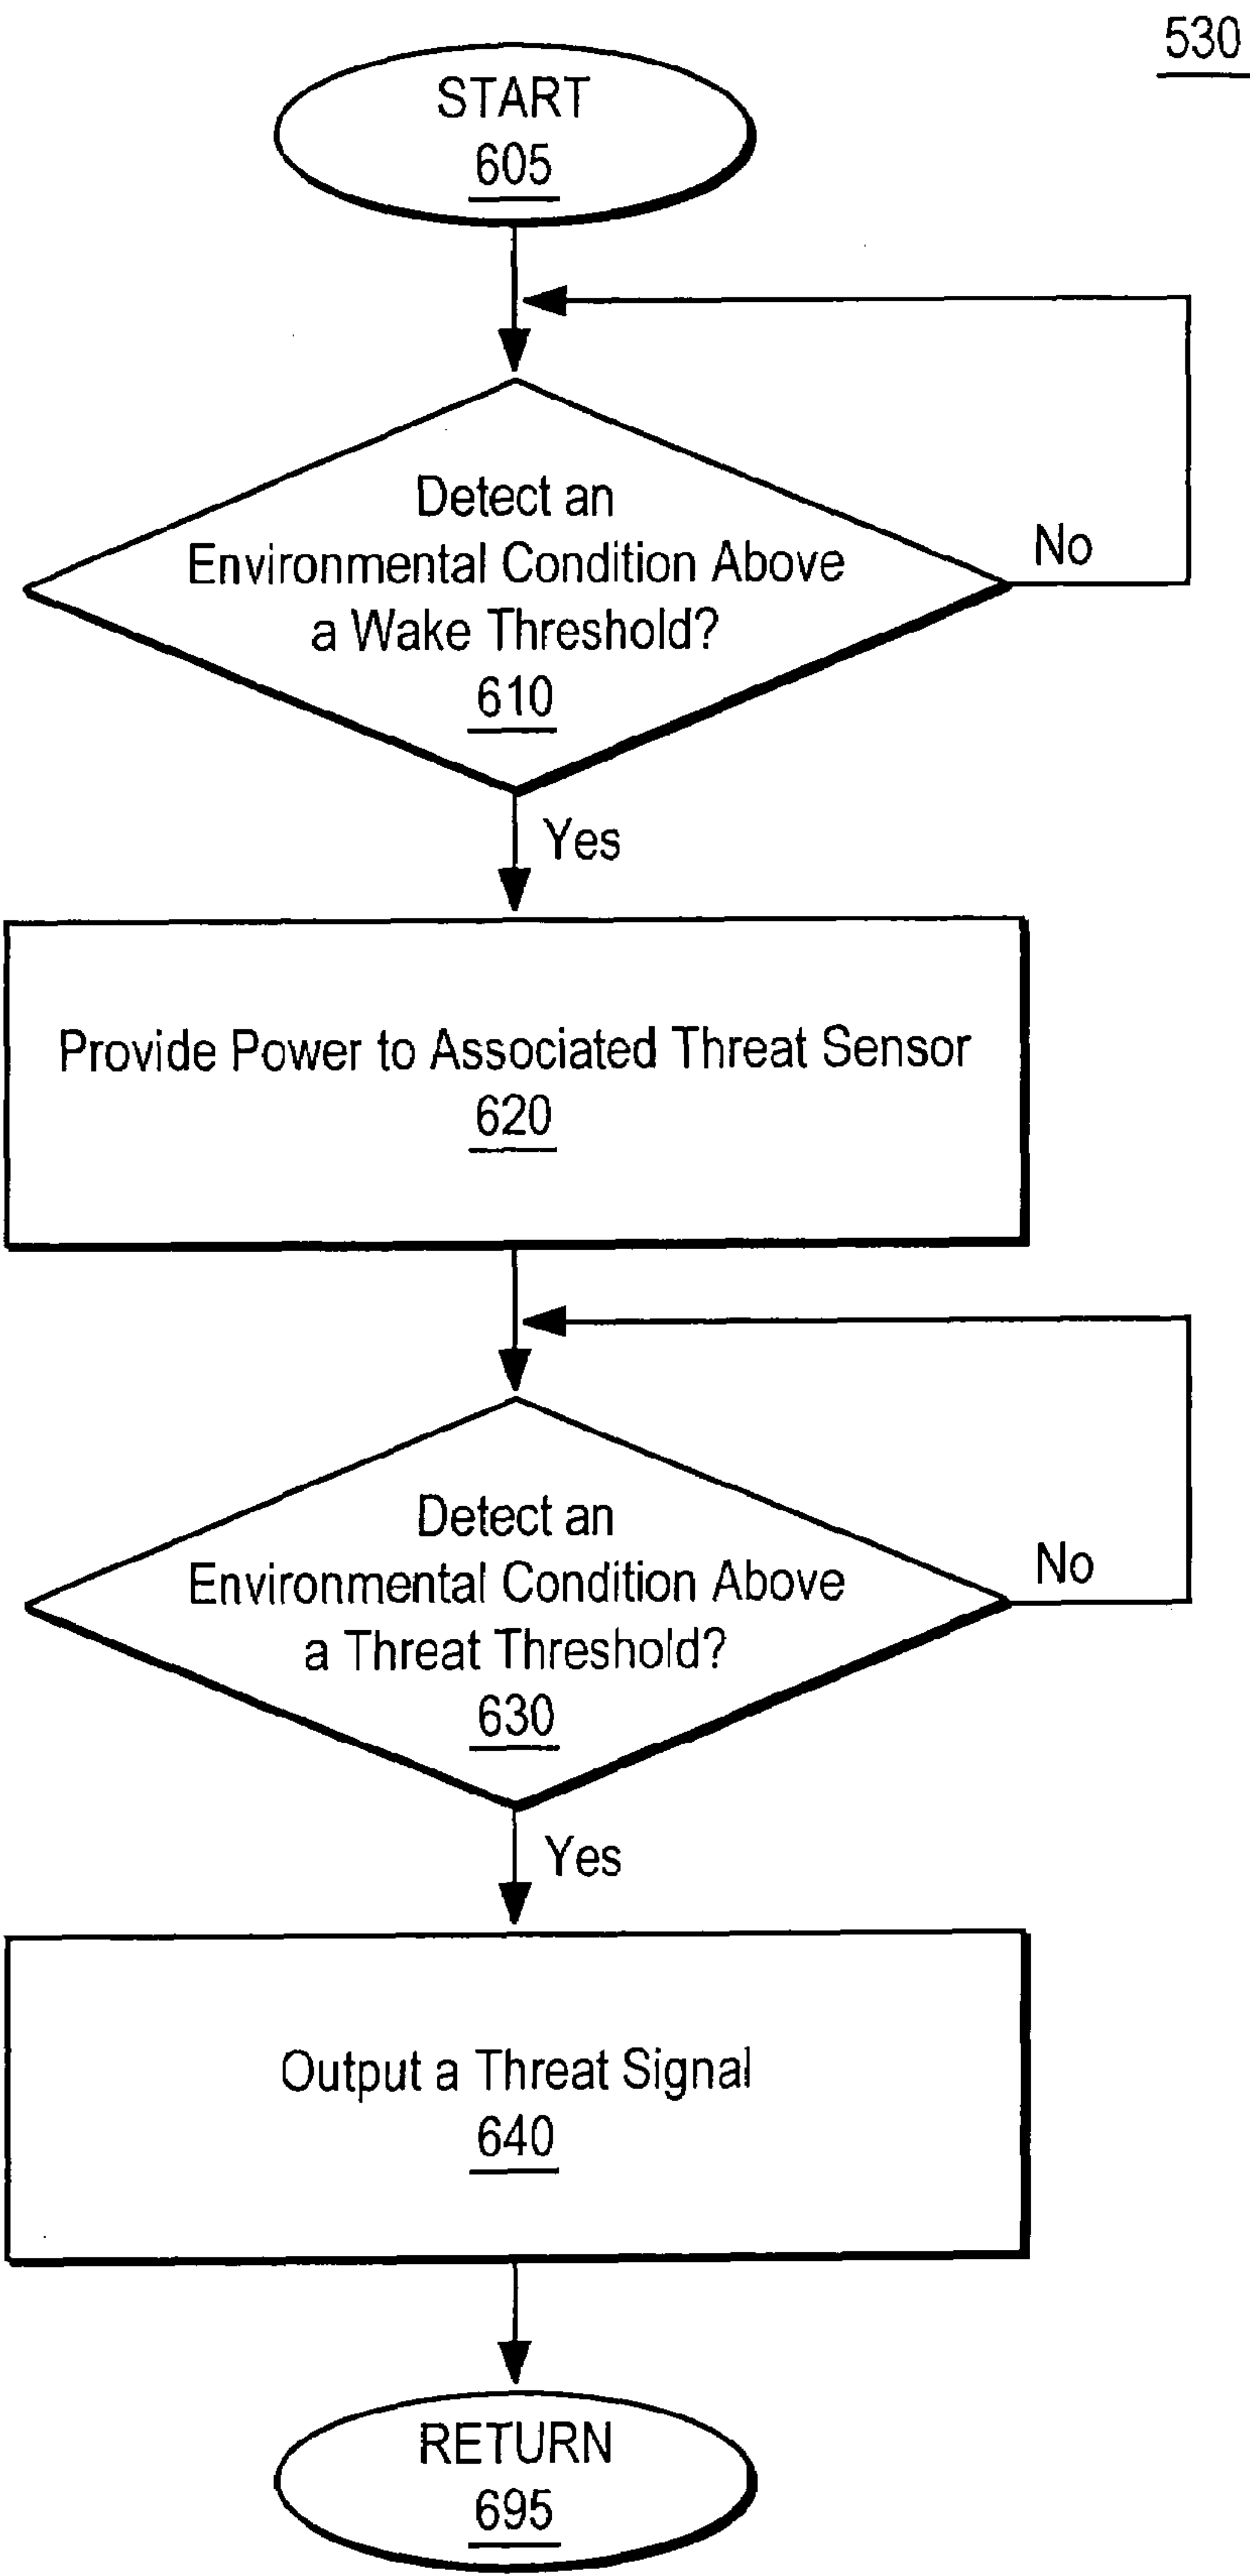 530
START
605
Detect an
Environmental Condition Above
a Wake Threshold?
610
No
Yes
Provide Power to Associated Threat Sensor
620
Detect an
Environmental Condition Above
a Threat Threshold?
630
No
Yes
Output a Threat Signal
640
RETURN
695